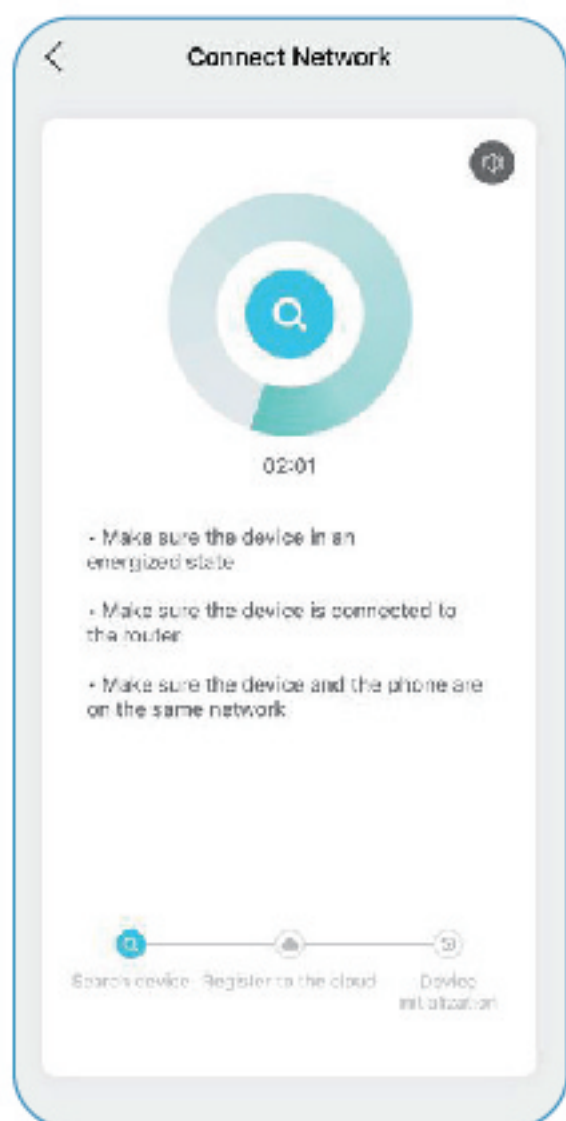 Connect Network
02:01
- Make sure the device in an
energized state
- Make sure the device is connected to
the router
- Make sure the device and the phone are
on the same network
Search device Register to the cloud Device
initialization